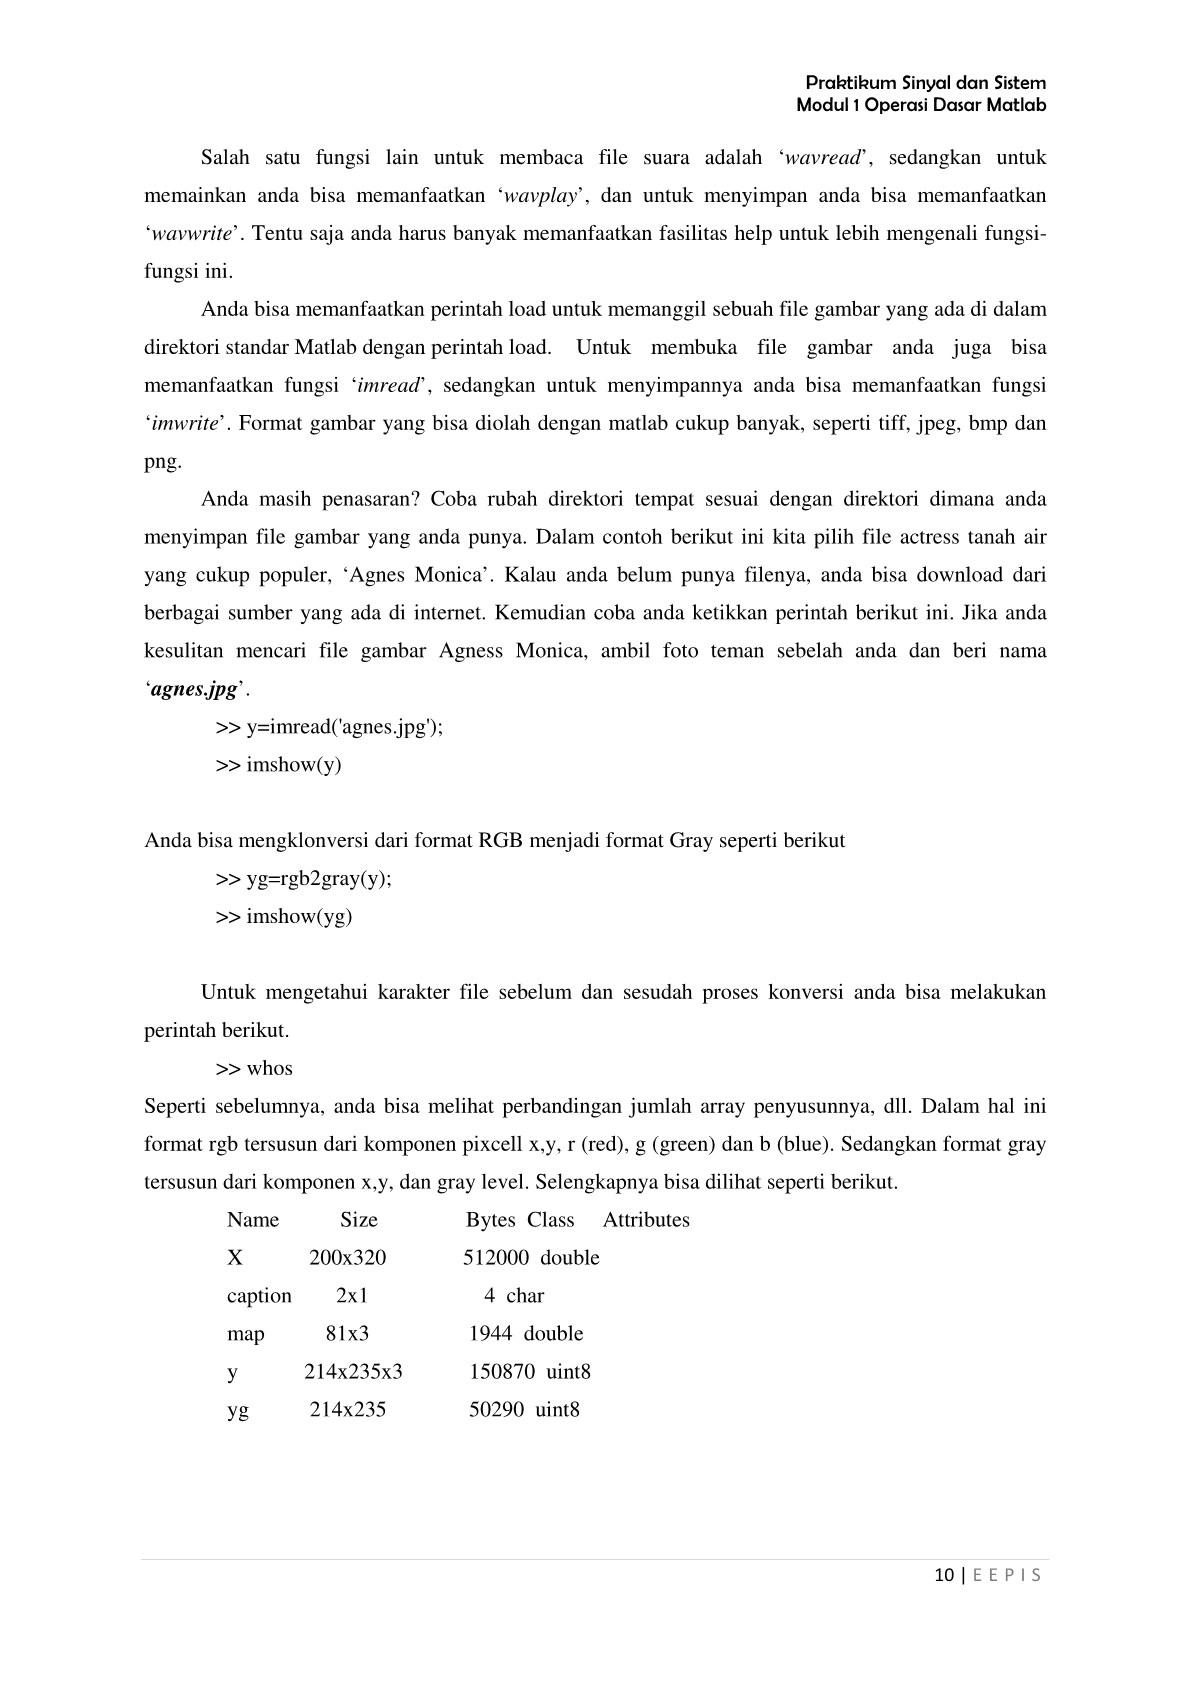 Praktikum Sinyal dan Sistem
Modul 1 Operasi Dasar Matlab
Salah satu fungsi lain untuk membaca file suara adalah ‘wavread’, sedangkan untuk
memainkan anda bisa memanfaatkan ‘wavplay’, dan untuk menyimpan anda bisa memanfaatkan
‘wavwrite’. Tentu saja anda harus banyak memanfaatkan fasilitas help untuk lebih mengenali fungsi-
fungsi ini.
Anda bisa memanfaatkan perintah load untuk memanggil sebuah file gambar yang ada di dalam
direktori standar Matlab dengan perintah load. Untuk membuka file gambar anda juga bisa
memanfaatkan fungsi ‘imread’, sedangkan untuk menyimpannya anda bisa memanfaatkan fungsi
‘imwrite’. Format gambar yang bisa diolah dengan matlab cukup banyak, seperti tiff, jpeg, bmp dan
png.
Anda masih penasaran? Coba rubah direktori tempat sesuai dengan direktori dimana anda
menyimpan file gambar yang anda punya. Dalam contoh berikut ini kita pilih file actress tanah air
yang cukup populer, ‘Agnes Monica’. Kalau anda belum punya filenya, anda bisa download dari
berbagai sumber yang ada di internet. Kemudian coba anda ketikkan perintah berikut ini. Jika anda
kesulitan mencari file gambar Agness Monica, ambil foto teman sebelah anda dan beri nama
‘agnes.jpg’.
>> y=imread('agnes.jpg');
>> imshow(y)
Anda bisa mengklonversi dari format RGB menjadi format Gray seperti berikut
>> yg=rgb2gray(y);
>> imshow(yg)
Untuk mengetahui karakter file sebelum dan sesudah proses konversi anda bisa melakukan
perintah berikut.
>> whos
Seperti sebelumnya, anda bisa melihat perbandingan jumlah array penyusunnya, dll. Dalam hal ini
format rgb tersusun dari komponen pixcell x,y, r (red), g (green) dan b (blue). Sedangkan format gray
tersusun dari komponen x,y, dan gray level. Selengkapnya bisa dilihat seperti berikut.
Name Size Bytes Class Attributes
X 200x320 512000 double
caption 2x1 4 char
map 81x3 1944 double
y 214x235x3 150870 uint8
yg 214x235 50290 uint8
10 | E E P I S